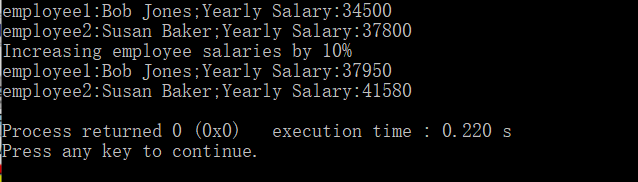 employee1:Bob Jones;Yearly Salary:34500
employee2:Susan Baker;Yearly Salary:37800
Increasing employee salaries by 10%
employee1:Bob Jones;Yearly Salary:37950
employee2:Susan Baker;Yearly Salary:41580
Process returned 0 (0x0)   execution time : 0.220 s
Press any key to continue.